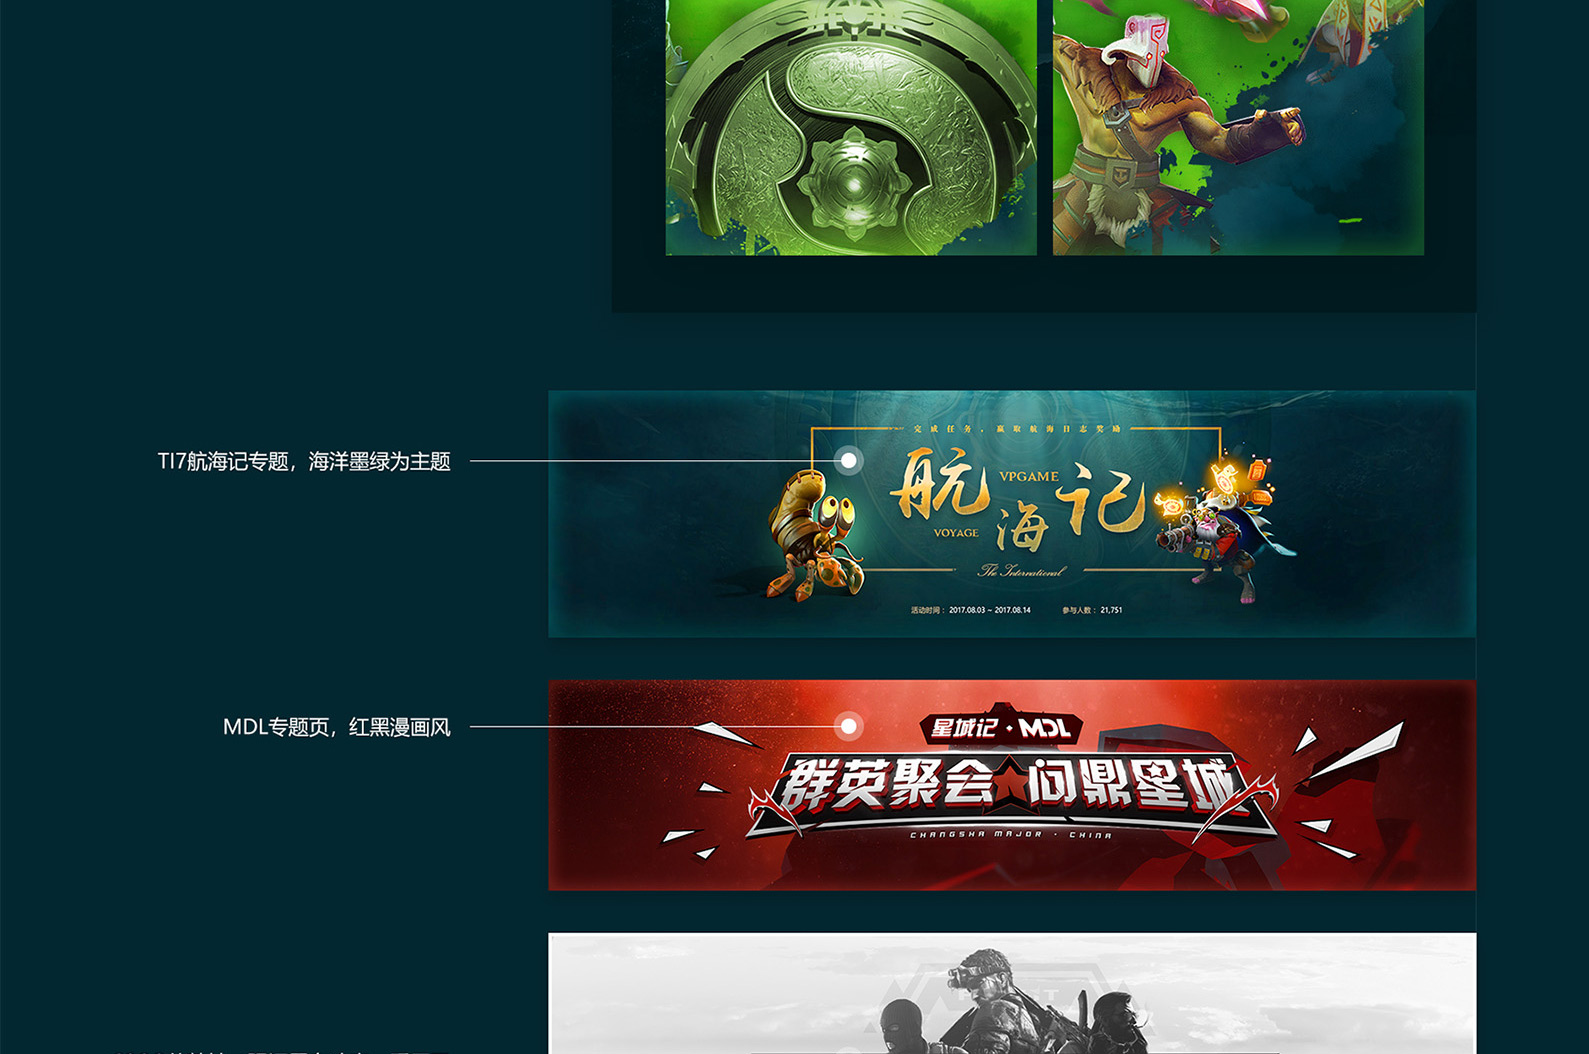 完成任务，赢取航海日志奖励
TI7航海记专题，海洋墨绿为主题
航海记
VPGAME
VOYAGE
The International
活动时间：2017.08.03 ~ 2017.08.14 参与人数：21,751
MDL专题页，红黑漫画风
星城记·MDL
群英聚会★问鼎星城
CHANGSHA MAJOR · CHINA